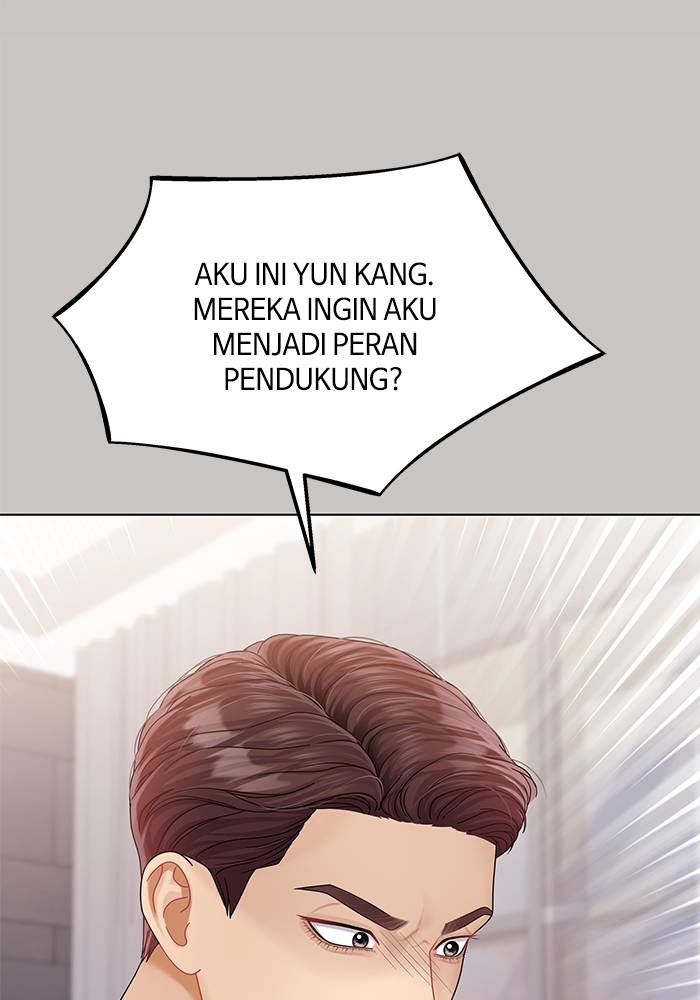 AKU INI YUN KANG.
MEREKA INGIN AKU
MENJADI PERAN
PENDUKUNG?